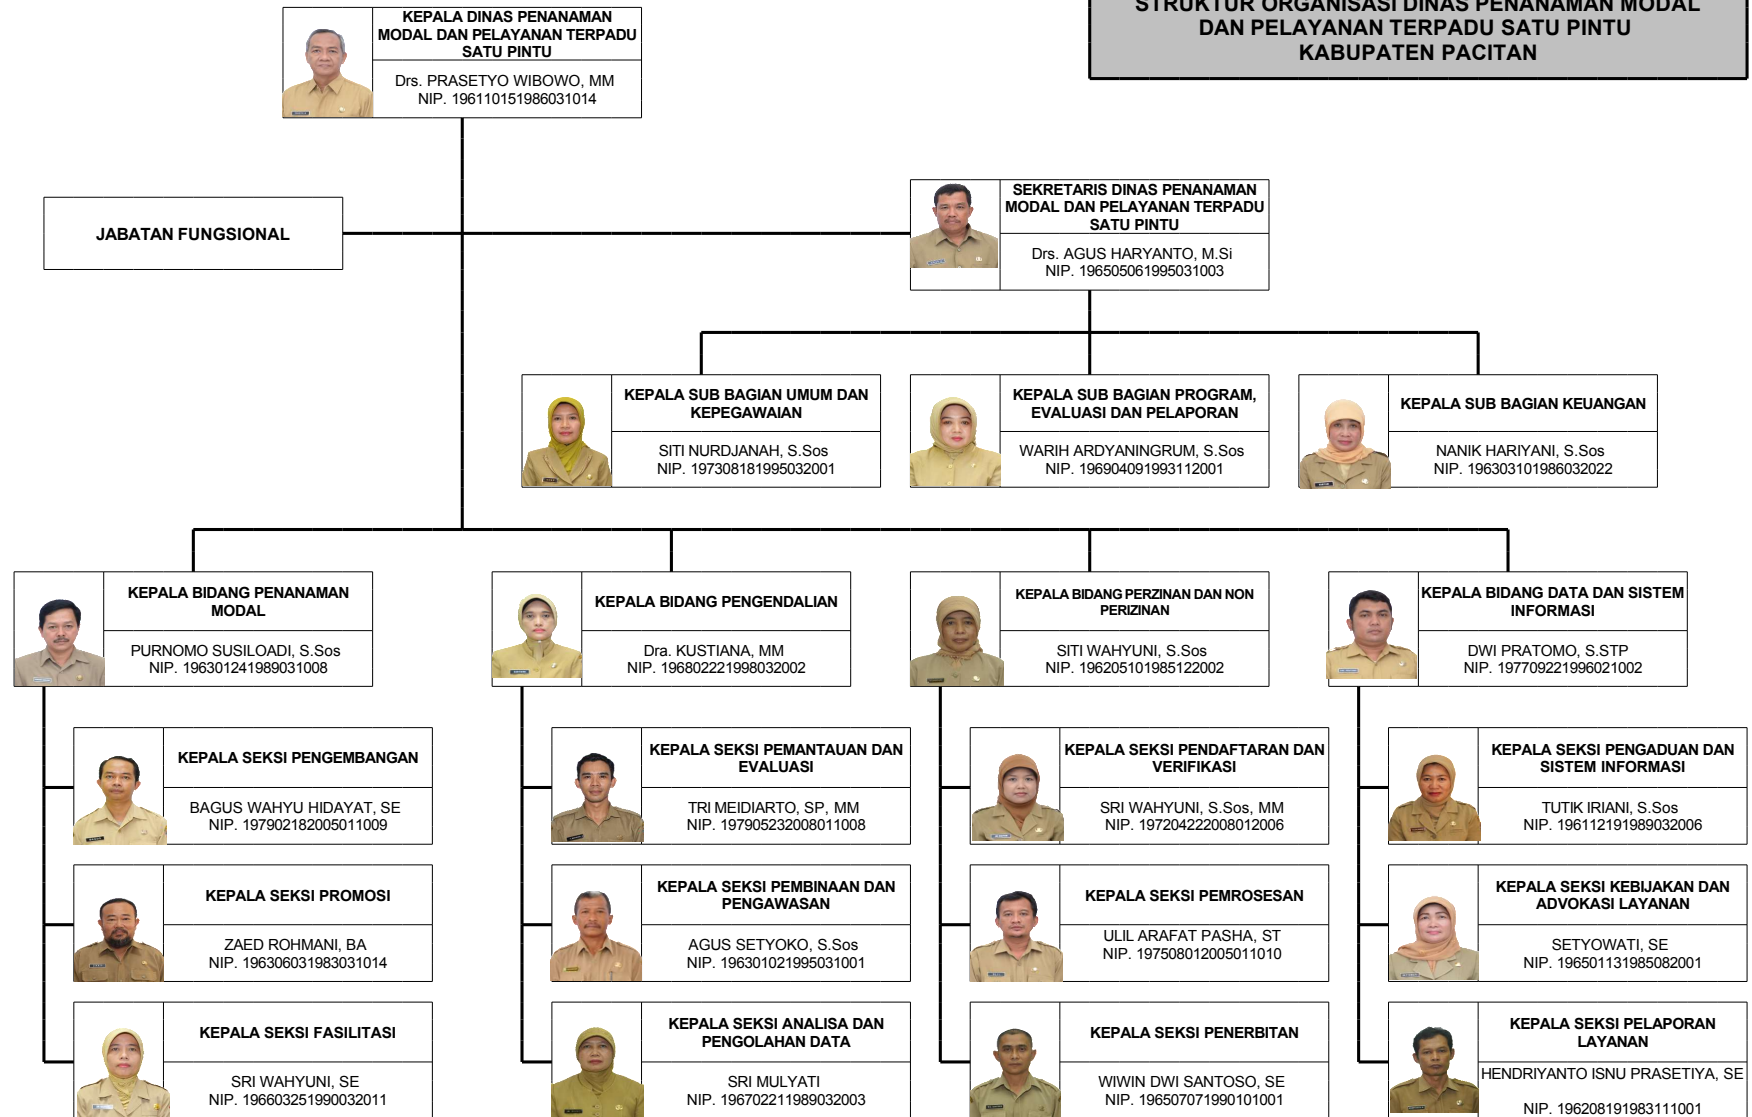 STRUKTUR ORGANISASI DINAS PENANAMAN MODAL
DAN PELAYANAN TERPADU SATU PINTU
KABUPATEN PACITAN
KEPALA DINAS PENANAMAN
MODAL DAN PELAYANAN TERPADU
SATU PINTU
Drs. PRASETYO WIBOWO, MM
NIP. 196110151986031014
JABATAN FUNGSIONAL
SEKRETARIS DINAS PENANAMAN
MODAL DAN PELAYANAN TERPADU
SATU PINTU
Drs. AGUS HARYANTO, M.Si
NIP. 196505061995031003
KEPALA SUB BAGIAN UMUM DAN
KEPEGAWAIAN
SITI NURDJANAH, S.Sos
NIP. 197308181995032001
KEPALA SUB BAGIAN PROGRAM,
EVALUASI DAN PELAPORAN
WARIH ARDYANINGRUM, S.Sos
NIP. 196904091993112001
KEPALA SUB BAGIAN KEUANGAN
NANIK HARIYANI, S.Sos
NIP. 196303101986032022
KEPALA BIDANG PENANAMAN
MODAL
PURNOMO SUSILOADI, S.Sos
NIP. 196301241989031008
KEPALA BIDANG PENGENDALIAN
Dra. KUSTIANA, MM
NIP. 196802221998032002
KEPALA BIDANG PERZINAN DAN NON
PERIZINAN
SITI WAHYUNI, S.Sos
NIP. 196205101985122002
KEPALA BIDANG DATA DAN SISTEM
INFORMASI
DWI PRATOMO, S.STP
NIP. 197709221996021002
KEPALA SEKSI PENGEMBANGAN
BAGUS WAHYU HIDAYAT, SE
NIP. 197902182005011009
KEPALA SEKSI PEMANTAUAN DAN
EVALUASI
TRI MEIDIARTO, SP, MM
NIP. 197905232008011008
KEPALA SEKSI PENDAFTARAN DAN
VERIFIKASI
SRI WAHYUNI, S.Sos, MM
NIP. 197204222008012006
KEPALA SEKSI PENGADUAN DAN
SISTEM INFORMASI
TUTIK IRIANI, S.Sos
NIP. 196112191989032006
KEPALA SEKSI PROMOSI
ZAED ROHMANI, BA
NIP. 196306031983031014
KEPALA SEKSI PEMBINAAN DAN
PENGAWASAN
AGUS SETYOKO, S.Sos
NIP. 196301021995031001
KEPALA SEKSI PEMROSESAN
ULIL ARAFAT PASHA, ST
NIP. 197508012005011010
KEPALA SEKSI KEBIJAKAN DAN
ADVOKASI LAYANAN
SETYOWATI, SE
NIP. 196501131985082001
KEPALA SEKSI FASILITASI
SRI WAHYUNI, SE
NIP. 196603251990032011
KEPALA SEKSI ANALISA DAN
PENGOLAHAN DATA
SRI MULYATI
NIP. 196702211989032003
KEPALA SEKSI PENERBITAN
WIWIN DWI SANTOSO, SE
NIP. 196507071990101001
KEPALA SEKSI PELAPORAN
LAYANAN
HENDRIYANTO ISNU PRASETIYA, SE
NIP. 196208191983111001